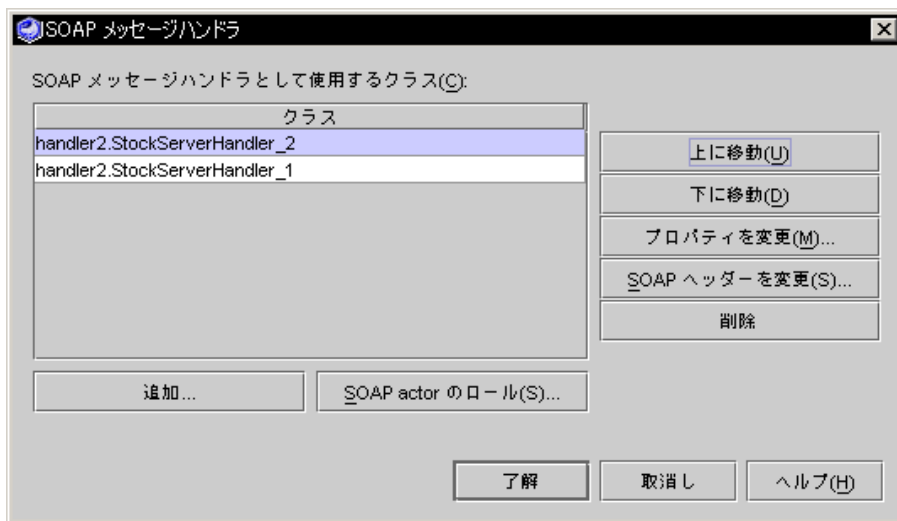 SOAP メッセージハンドラ
SOAP メッセージハンドラとして使用するクラス(C):
クラス
handler2.StockServerHandler_2
handler2.StockServerHandler_1
上に移動(U)
下に移動(D)
プロパティを変更(M)...
SOAP ヘッダーを変更(S)...
削除
追加...
SOAP actor のロール(S)...
了解
取消し
ヘルプ(H)